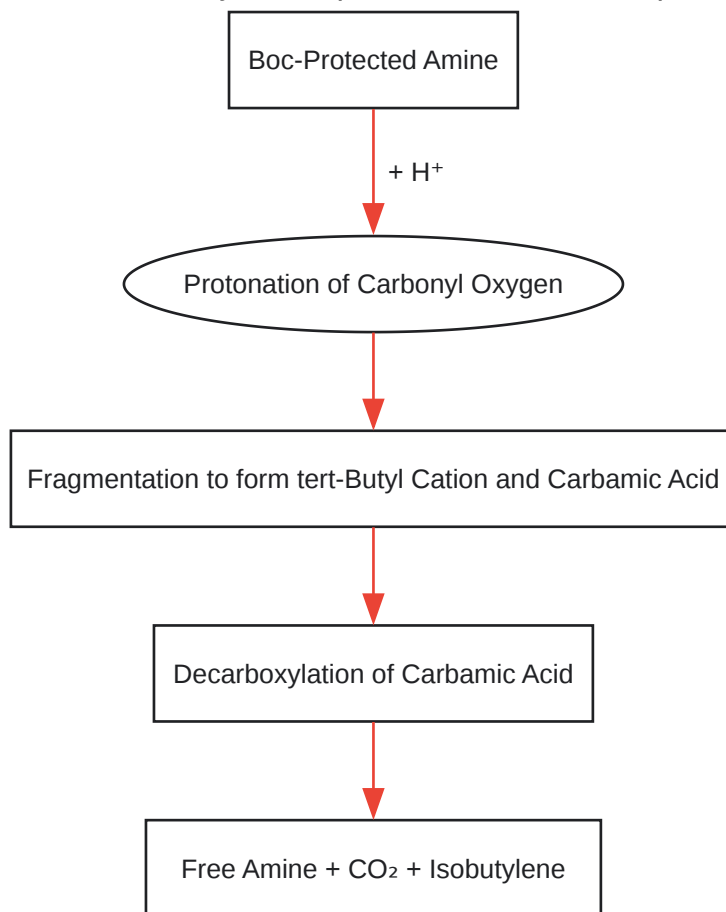 Boc-Protected Amine
+ H⁺
Protonation of Carbonyl Oxygen
Fragmentation to form tert-Butyl Cation and Carbamic Acid
Decarboxylation of Carbamic Acid
Free Amine + CO₂ + Isobutylene